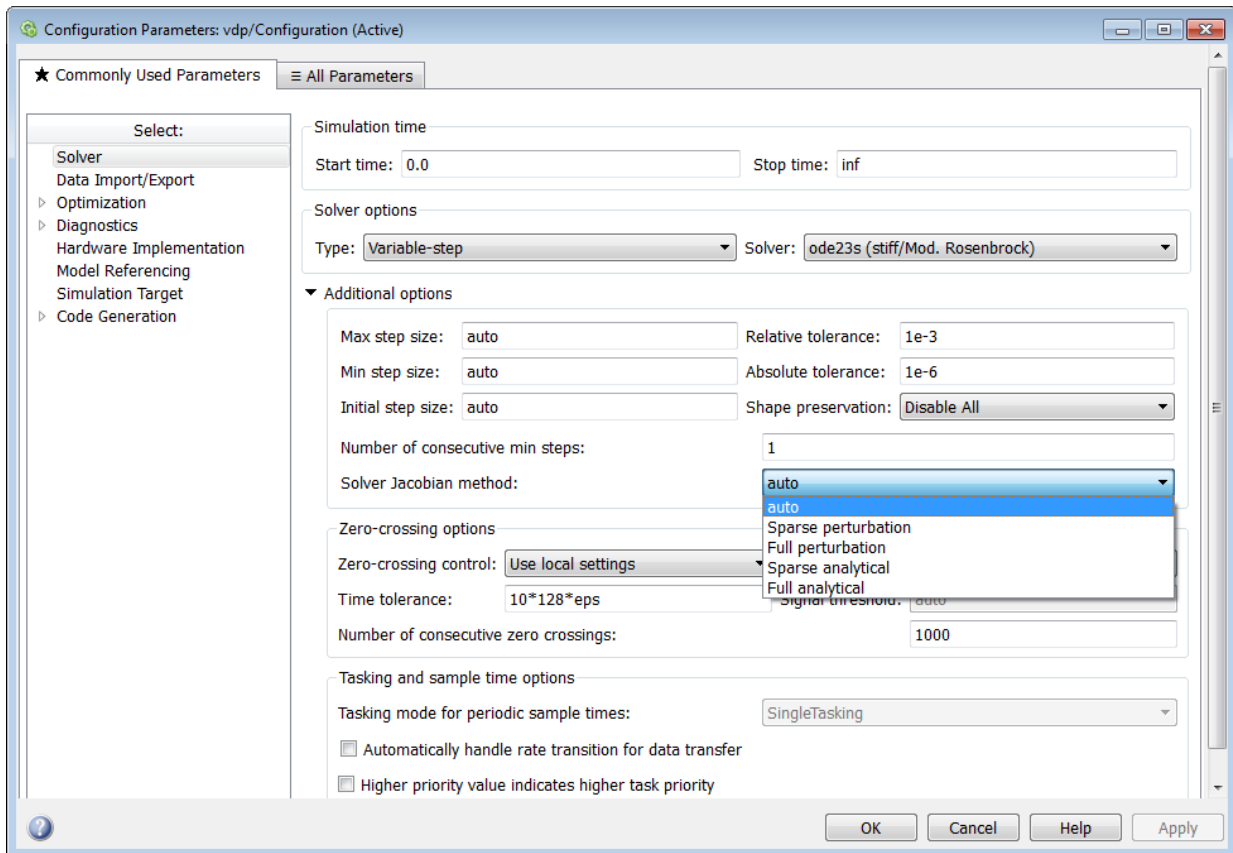 Configuration Parameters: vdp/Configuration (Active)
★ Commonly Used Parameters
≡ All Parameters
Select:
Solver
Data Import/Export
Optimization
Diagnostics
Hardware Implementation
Model Referencing
Simulation Target
Code Generation
Simulation time
Start time: 0.0 Stop time: inf
Solver options
Type: Variable-step Solver: ode23s (stiff/Mod. Rosenbrock)
Additional options
Max step size: auto Relative tolerance: 1e-3
Min step size: auto Absolute tolerance: 1e-6
Initial step size: auto Shape preservation: Disable All
Number of consecutive min steps: 1
Solver Jacobian method: auto
auto
Sparse perturbation
Full perturbation
Sparse analytical
Full analytical
Zero-crossing options
Zero-crossing control: Use local settings
Time tolerance: 10*128*eps Signal threshold: auto
Number of consecutive zero crossings: 1000
Tasking and sample time options
Tasking mode for periodic sample times: SingleTasking
Automatically handle rate transition for data transfer
Higher priority value indicates higher task priority
? OK Cancel Help Apply